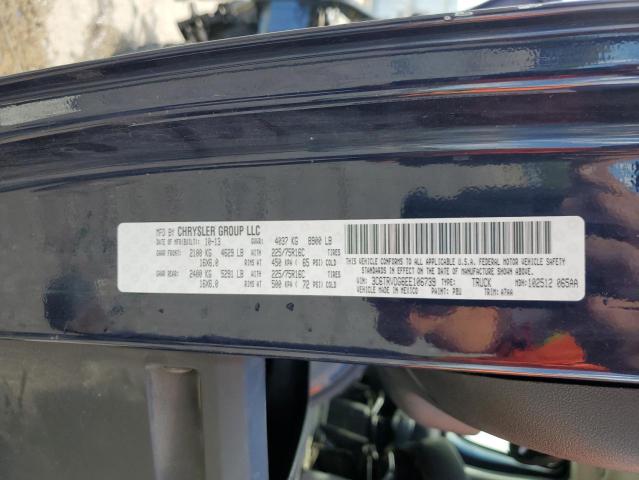 MFD BY CHRYSLER GROUP LLC
DATE OF MFR(BUILT): 10-13 GVWR: 4037 KG 8900 LB
GAWR FRONT: 2100 KG 4629 LB 225/75R16C TIRES
16X6.0 RIMS AT 450 KPA ( 65 PSI) COLD
GAWR REAR: 2400 KG 5291 LB 225/75R16C TIRES
16X6.0 RIMS AT 500 KPA ( 72 PSI) COLD
THIS VEHICLE CONFORMS TO ALL APPLICABLE U.S.A. FEDERAL MOTOR VEHICLE SAFETY
STANDARDS IN EFFECT ON THE DATE OF MANUFACTURE SHOWN ABOVE.
VIN: 3C6TRVDG6EE106739 TYPE: TRUCK MDH: 102512 065AA
VEHICLE MADE IN MEXICO PAINT: PBU TRIM: A7AA